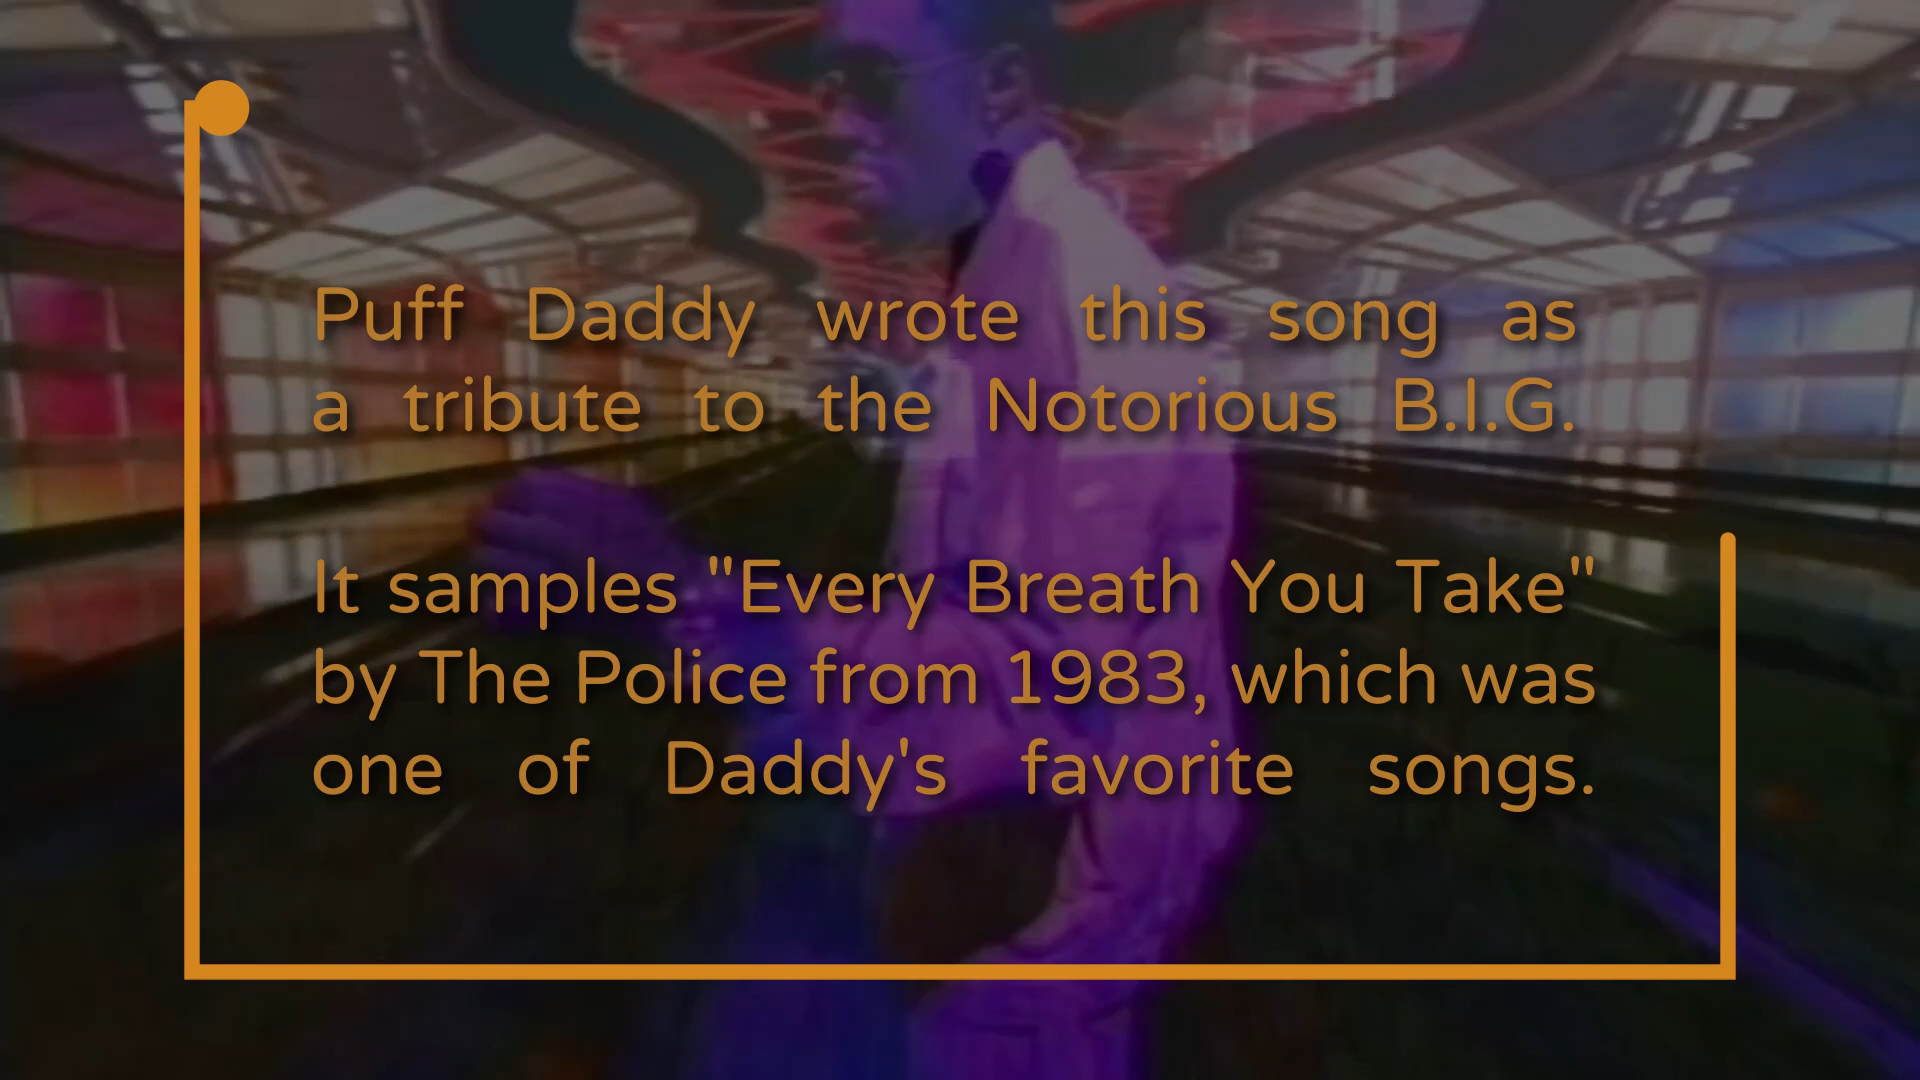 Puff Daddy wrote this song as
a tribute to the Notorious B.I.G.
It samples "Every Breath You Take"
by The Police from 1983, which was
one of Daddy's favorite songs.